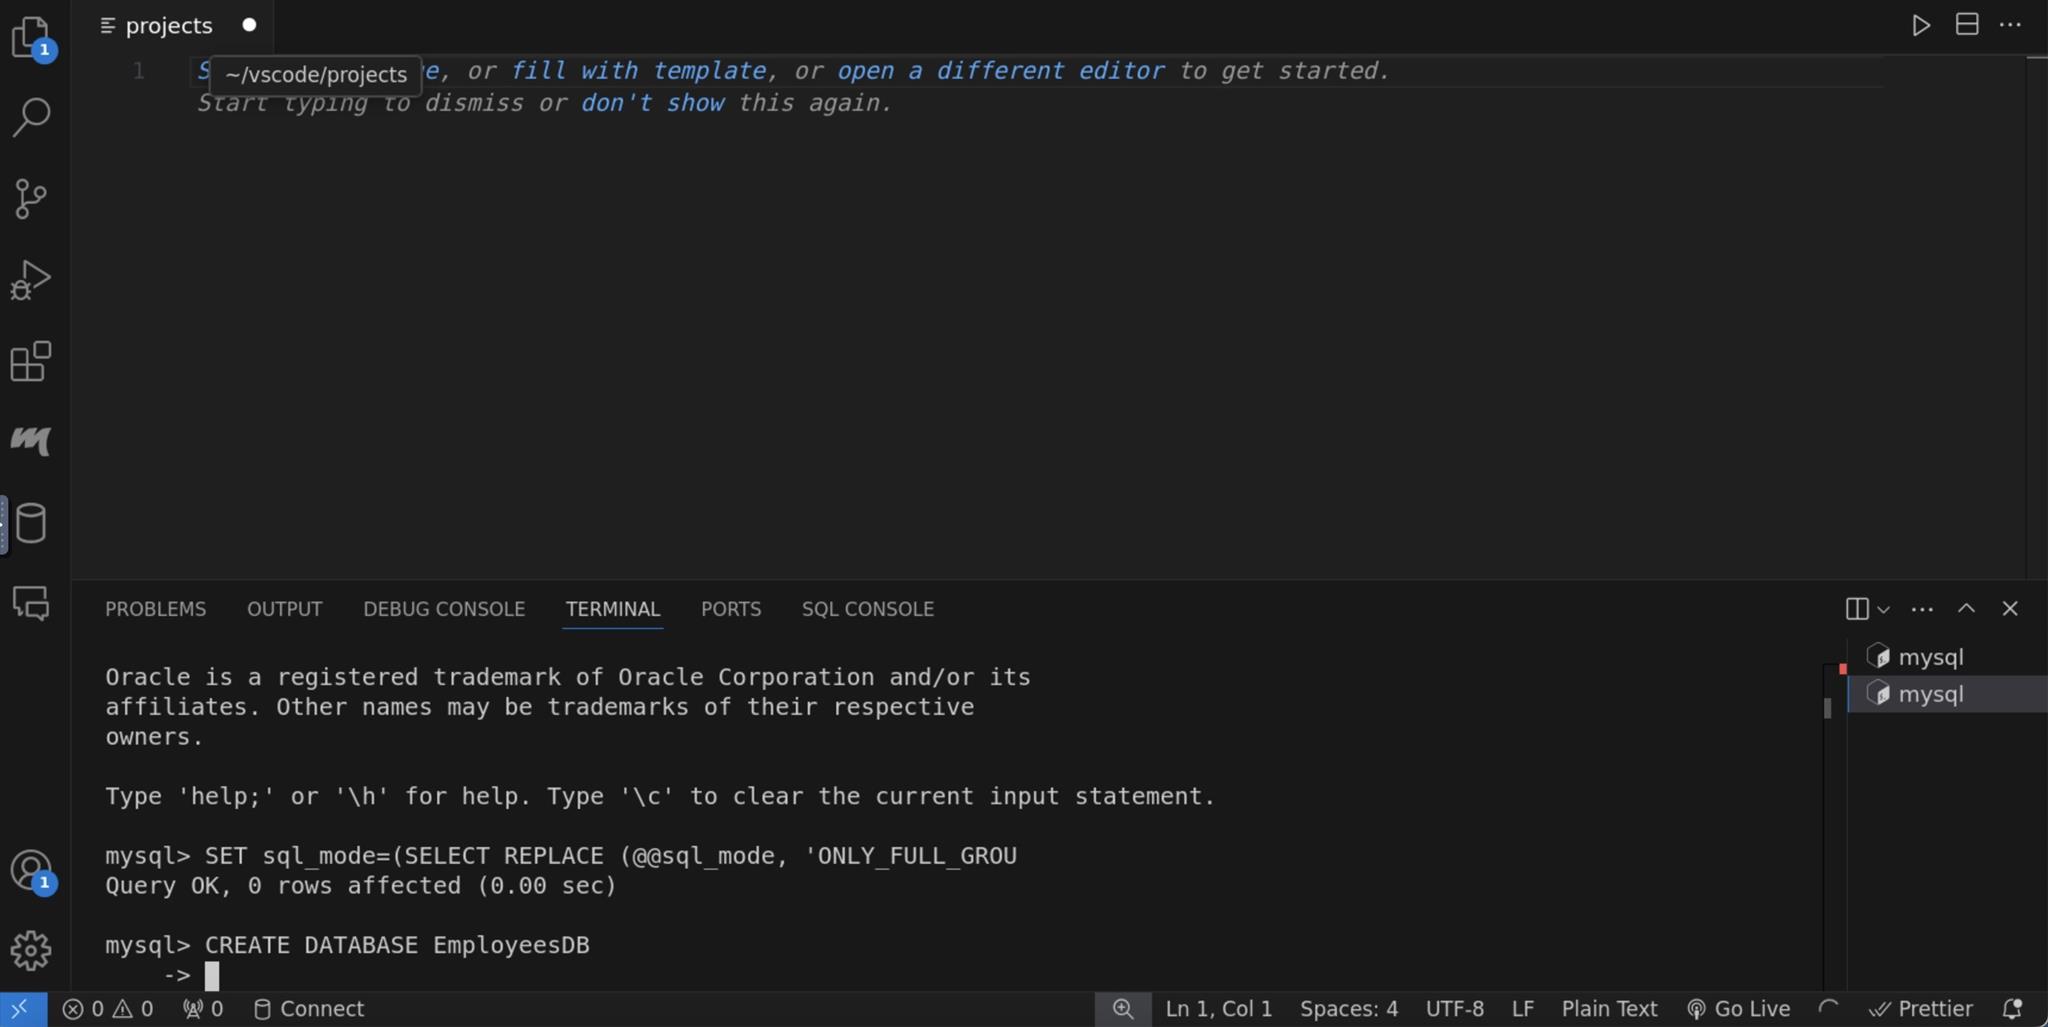 1
projects
1 S e, or fill with template, or open a different editor to get started.
~/vscode/projects
Start typing to dismiss or don't show this again.
PROBLEMS OUTPUT DEBUG CONSOLE TERMINAL PORTS SQL CONSOLE
mysql
mysql
Oracle is a registered trademark of Oracle Corporation and/or its
affiliates. Other names may be trademarks of their respective
owners.
Type 'help;' or '\h' for help. Type '\c' to clear the current input statement.
mysql> SET sql_mode=(SELECT REPLACE (@@sql_mode, 'ONLY_FULL_GROU
Query OK, 0 rows affected (0.00 sec)
mysql> CREATE DATABASE EmployeesDB
->
1
0 0 0 Connect Ln 1, Col 1 Spaces: 4 UTF-8 LF Plain Text Go Live Prettier